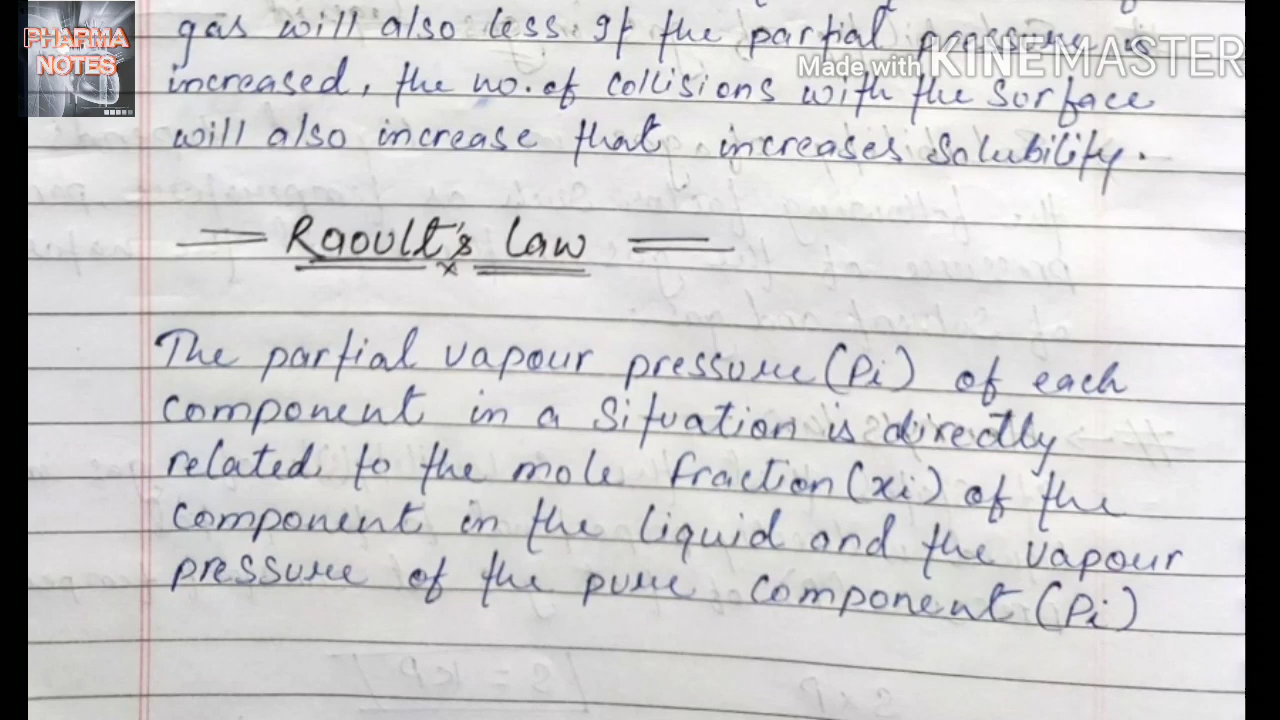 PHARMA
NOTES
Made with KINEMASTER
gas will also less. If the partial pressure is
increased, the no. of collisions with the surface
will also increase that increases solubility.
Raoult's law
The partial vapour pressure (Pi) of each
component in a situation is directly
related to the mole fraction (xi) of the
component in the liquid and the vapour
pressure of the pure component (Pi)